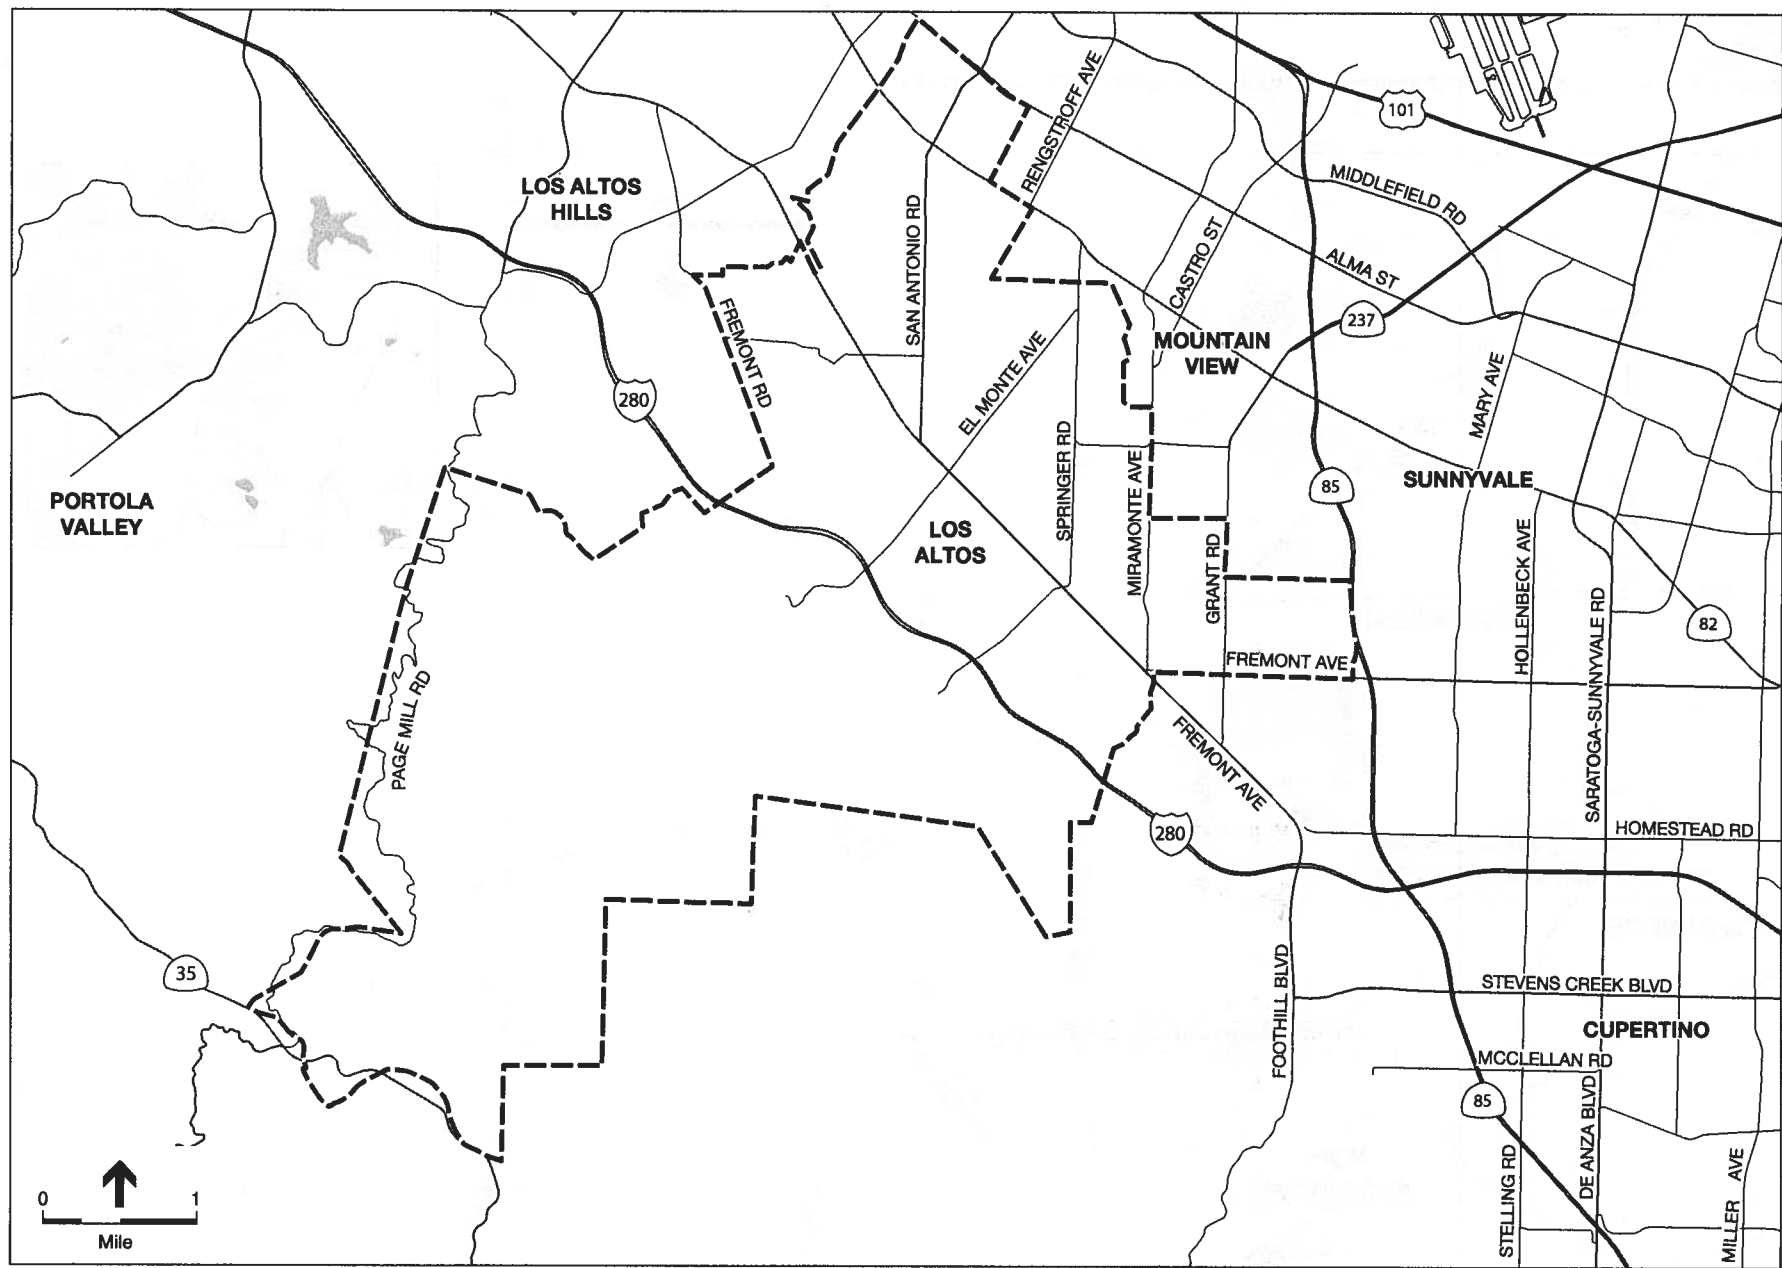 101
RENGSTROFF AVE
LOS ALTOS
HILLS
MIDDLEFIELD RD
SAN ANTONIO RD
CASTRO ST
ALMA ST
FREMONT RD
237
MOUNTAIN
VIEW
EL MONTE AVE
MARY AVE
280
SPRINGER RD
MIRAMONTE AVE
85
SUNNYVALE
PORTOLA
VALLEY
LOS
ALTOS
GRANT RD
HOLLENBECK AVE
SARATOGA-SUNNYVALE RD
82
FREMONT AVE
PAGE MILL RD
FREMONT AVE
280
HOMESTEAD RD
35
FOOTHILL BLVD
STEVENS CREEK BLVD
CUPERTINO
MCCLELLAN RD
85
DE ANZA BLVD
STELLING RD
MILLER AVE
0 1
Mile